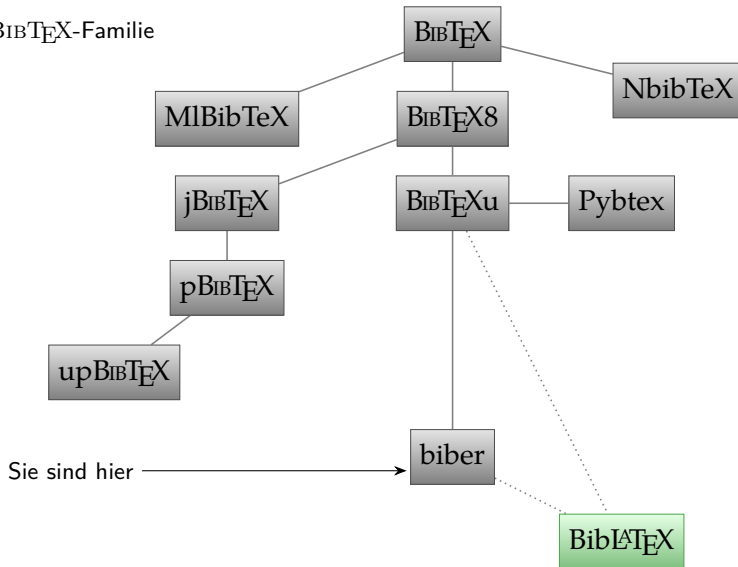 BIBTEX-Familie
BIBTEX
NbibTeX
MlBibTeX
BIBTEX8
jBIBTEX
BIBTEXu
Pybtex
pBIBTEX
upBIBTEX
biber
Sie sind hier
BibLATEX